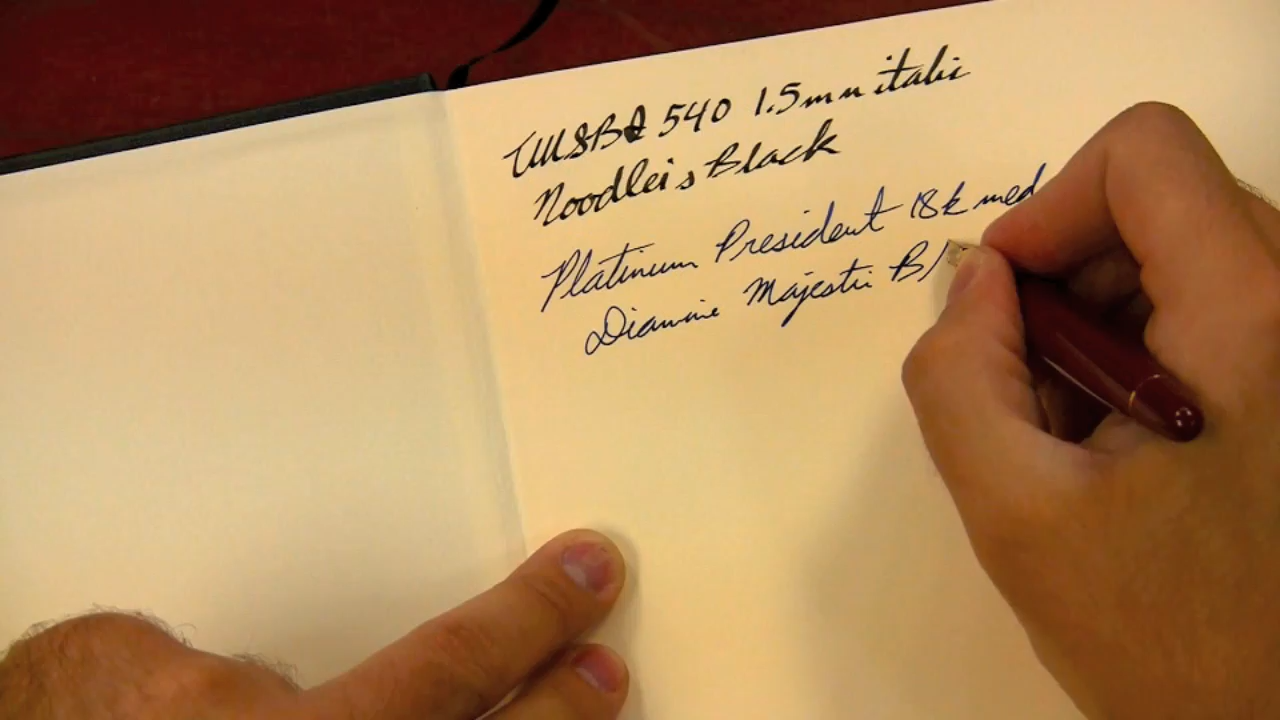 TWSBI 540 1.5mm italic
Noodler's Black
Platinum President 18k med
Diamine Majestic Bl